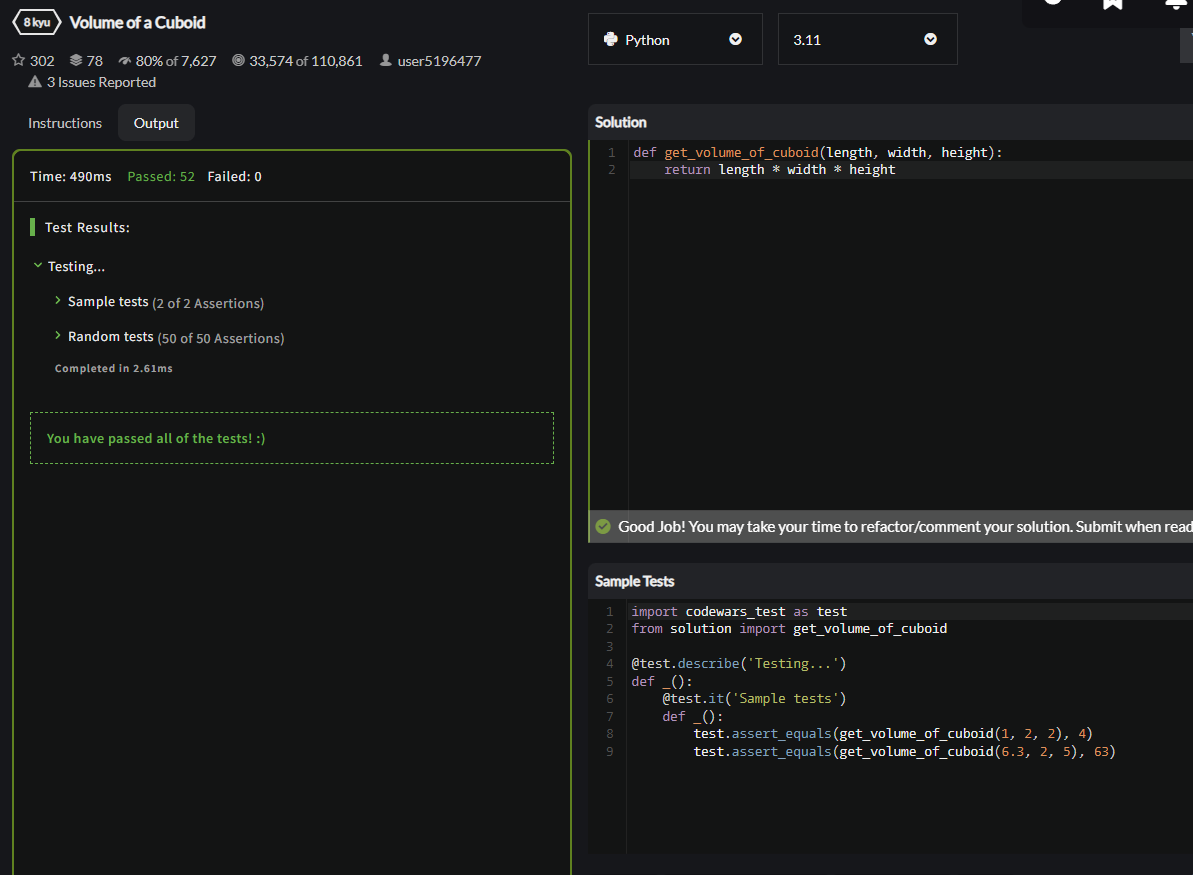 8 kyu Volume of a Cuboid
302 78 80% of 7,627 33,574 of 110,861 user5196477
3 Issues Reported
Instructions Output
Time: 490ms Passed: 52 Failed: 0
Test Results:
Testing...
Sample tests (2 of 2 Assertions)
Random tests (50 of 50 Assertions)
Completed in 2.61ms
You have passed all of the tests! :)
Python 3.11
Solution
1 def get_volume_of_cuboid(length, width, height):
2 return length * width * height
Good Job! You may take your time to refactor/comment your solution. Submit when read
Sample Tests
1 import codewars_test as test
2 from solution import get_volume_of_cuboid
3
4 @test.describe('Testing...')
5 def _():
6 @test.it('Sample tests')
7 def _():
8 test.assert_equals(get_volume_of_cuboid(1, 2, 2), 4)
9 test.assert_equals(get_volume_of_cuboid(6.3, 2, 5), 63)